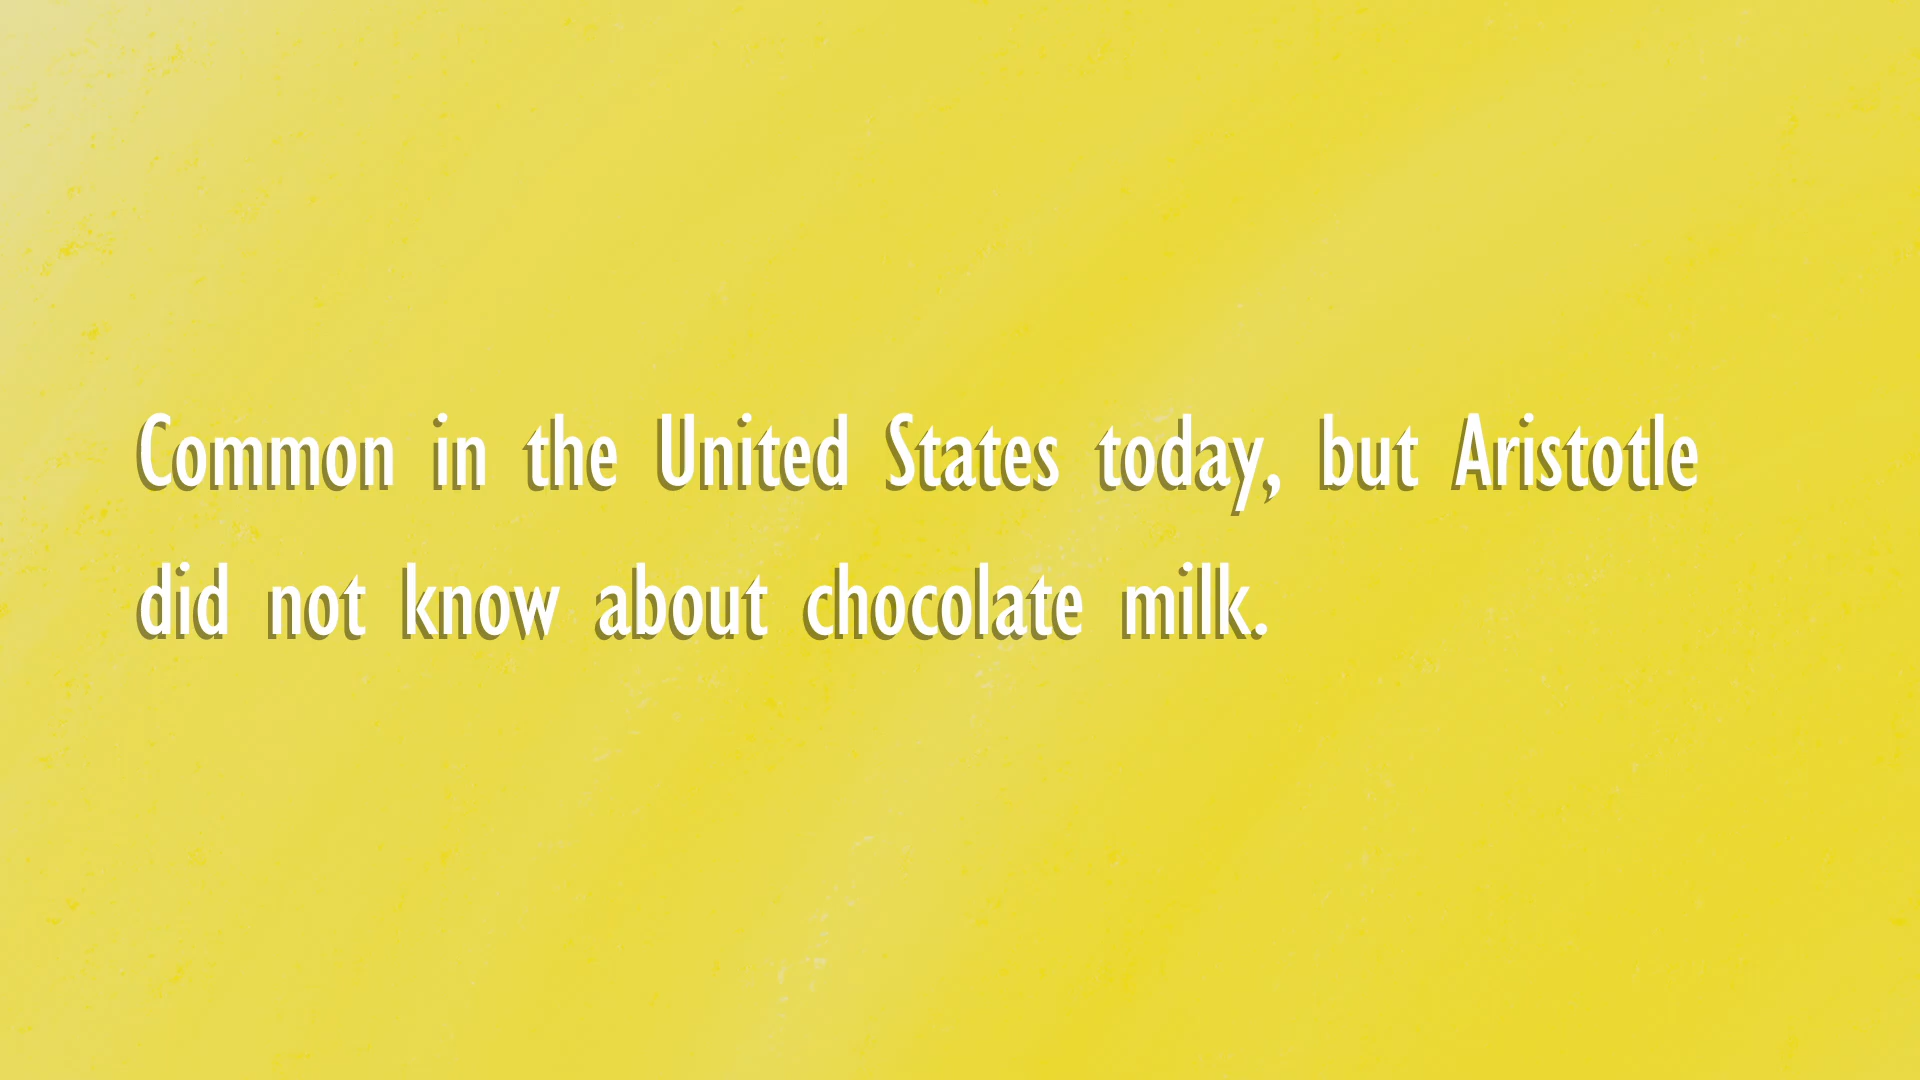 Common in the United States today, but Aristotle
did not know about chocolate milk.